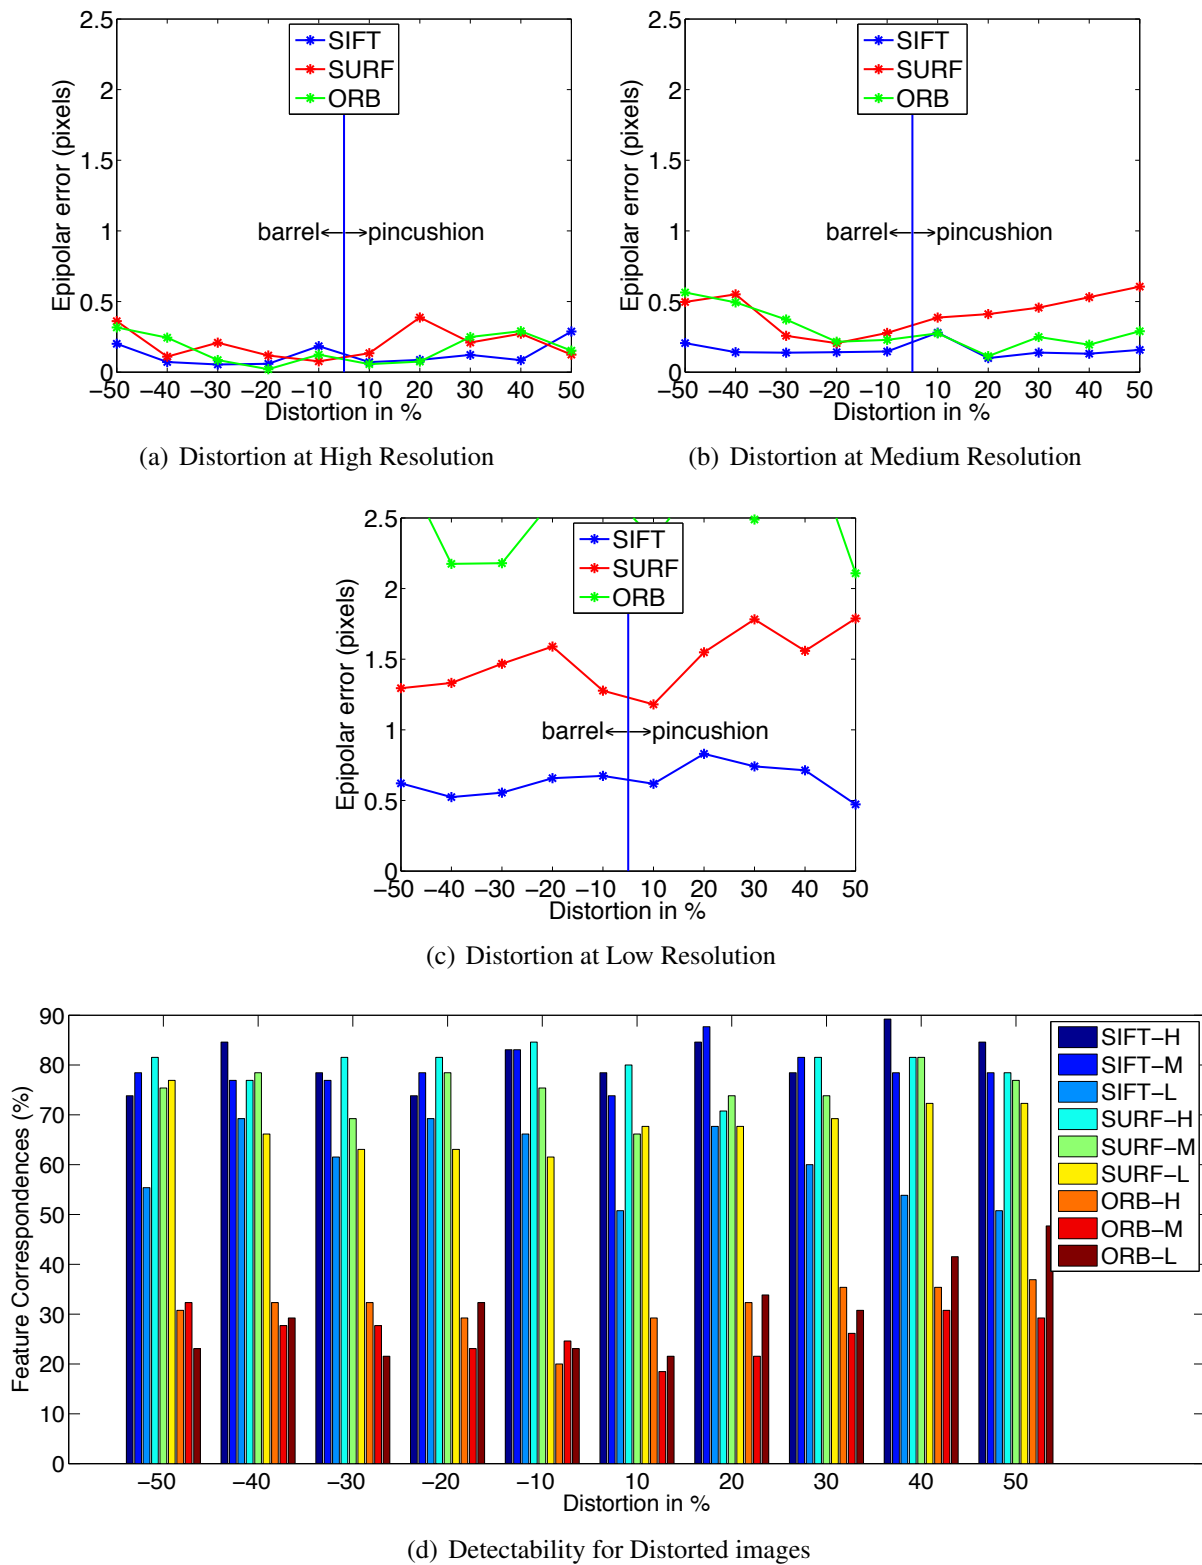 2.5
2
1.5
1
0.5
0
Epipolar error (pixels)
SIFT
SURF
ORB
barrel
pincushion
−50 −40 −30 −20 −10 10 20 30 40 50
Distortion in %
(a) Distortion at High Resolution
2.5
2
1.5
1
0.5
0
Epipolar error (pixels)
SIFT
SURF
ORB
barrel
pincushion
−50 −40 −30 −20 −10 10 20 30 40 50
Distortion in %
(b) Distortion at Medium Resolution
2.5
2
1.5
1
0.5
0
Epipolar error (pixels)
SIFT
SURF
ORB
barrel
pincushion
−50 −40 −30 −20 −10 10 20 30 40 50
Distortion in %
(c) Distortion at Low Resolution
90
80
70
60
50
40
30
20
10
0
Feature Correspondences (%)
SIFT−H
SIFT−M
SIFT−L
SURF−H
SURF−M
SURF−L
ORB−H
ORB−M
ORB−L
−50 −40 −30 −20 −10 10 20 30 40 50
Distortion in %
(d) Detectability for Distorted images